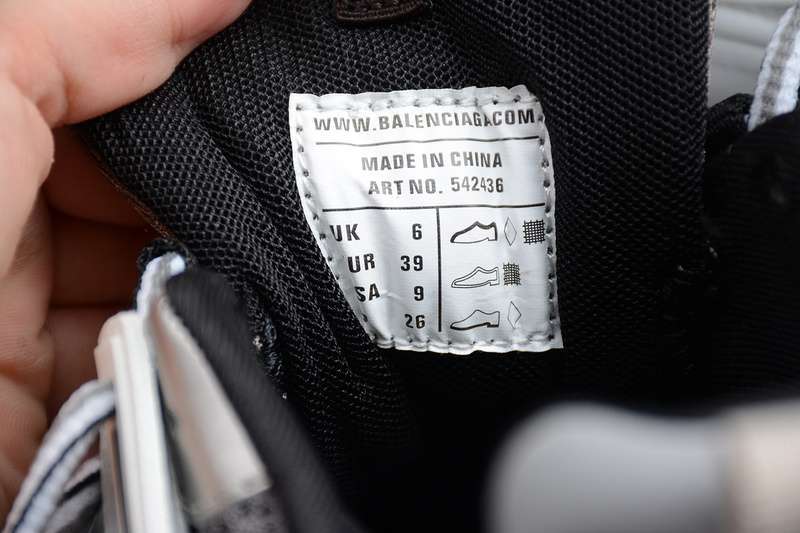 WWW.BALENCIAGA.COM
MADE IN CHINA
ART NO. 542436
UK 6
UR 39
SA 9
26